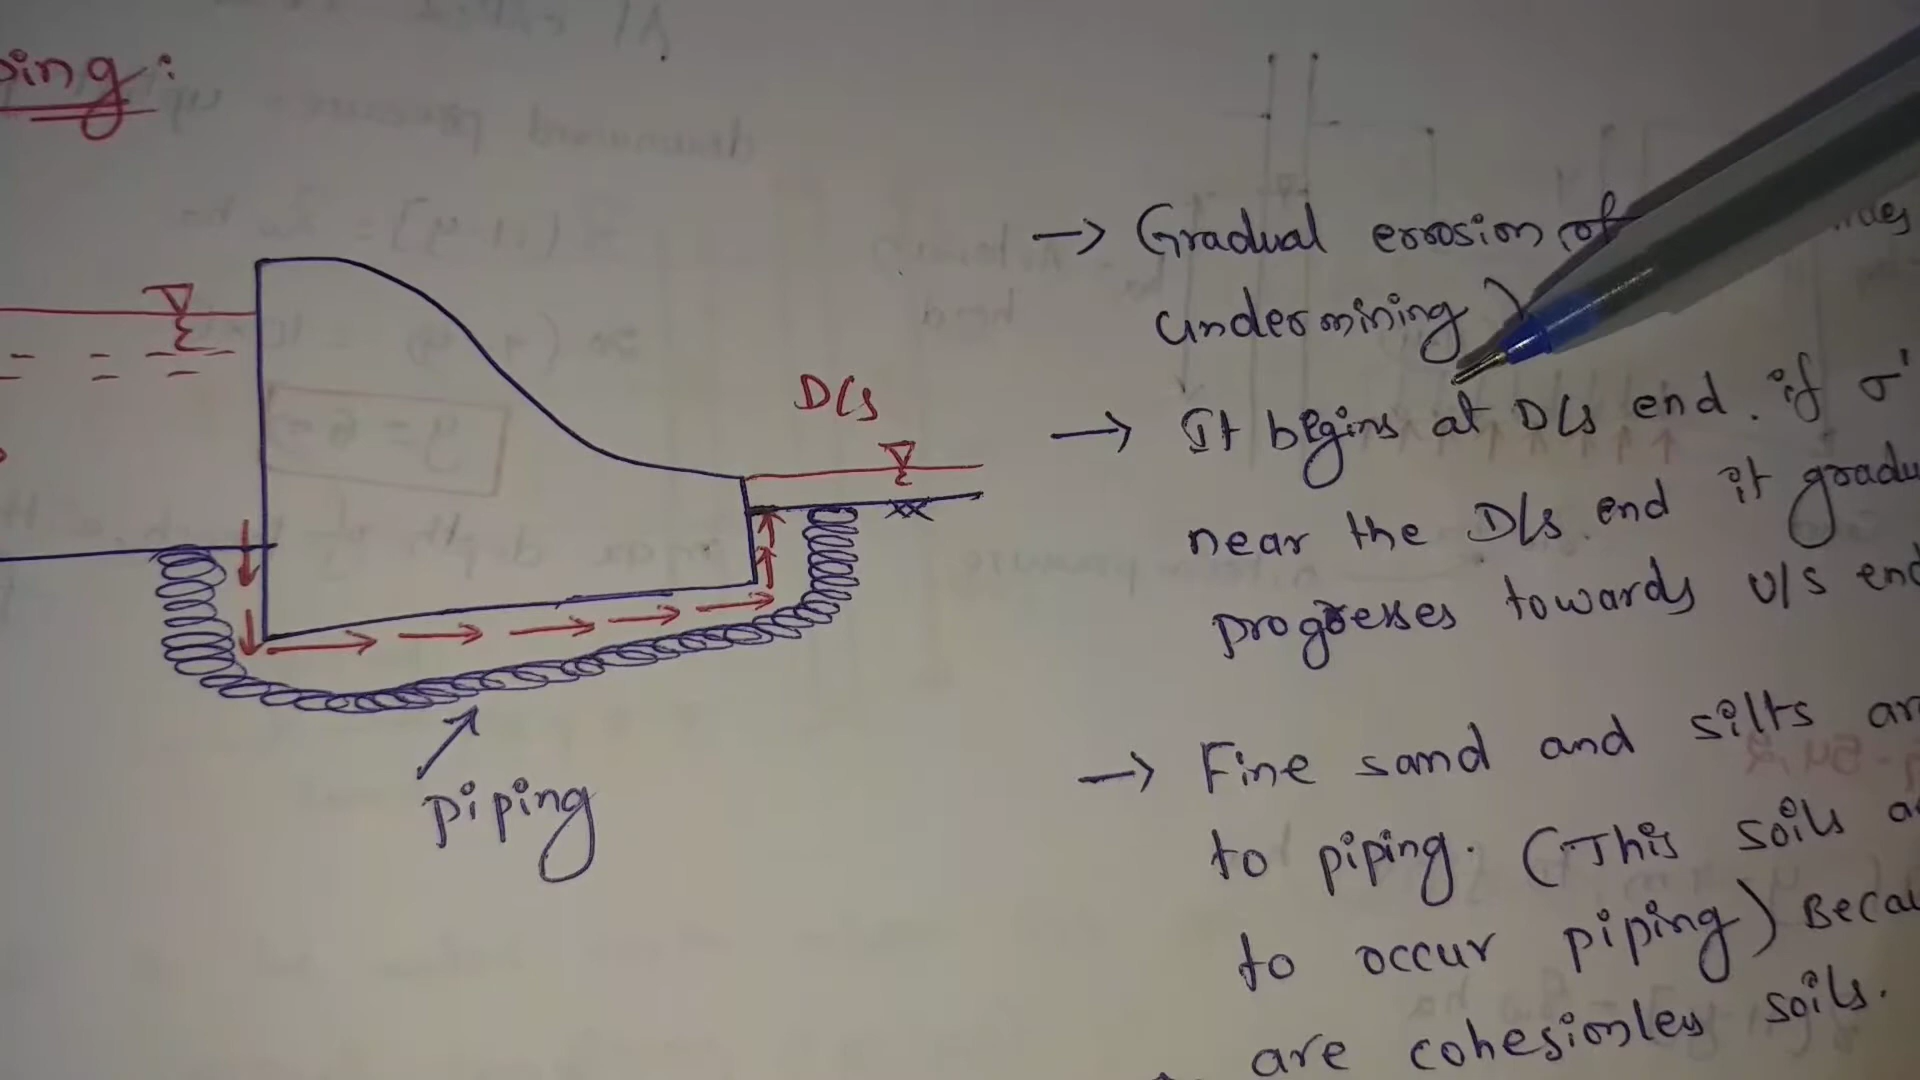 ping:
D/s
piping
→ Gradual errosion of
undermining)
→ It begins at D/s end. if σ'
near the D/s end it gradu
progresses towards U/s end
→ Fine sand and silts ar
to piping. (This soils a
to occur piping) Becau
are cohesionless soils.